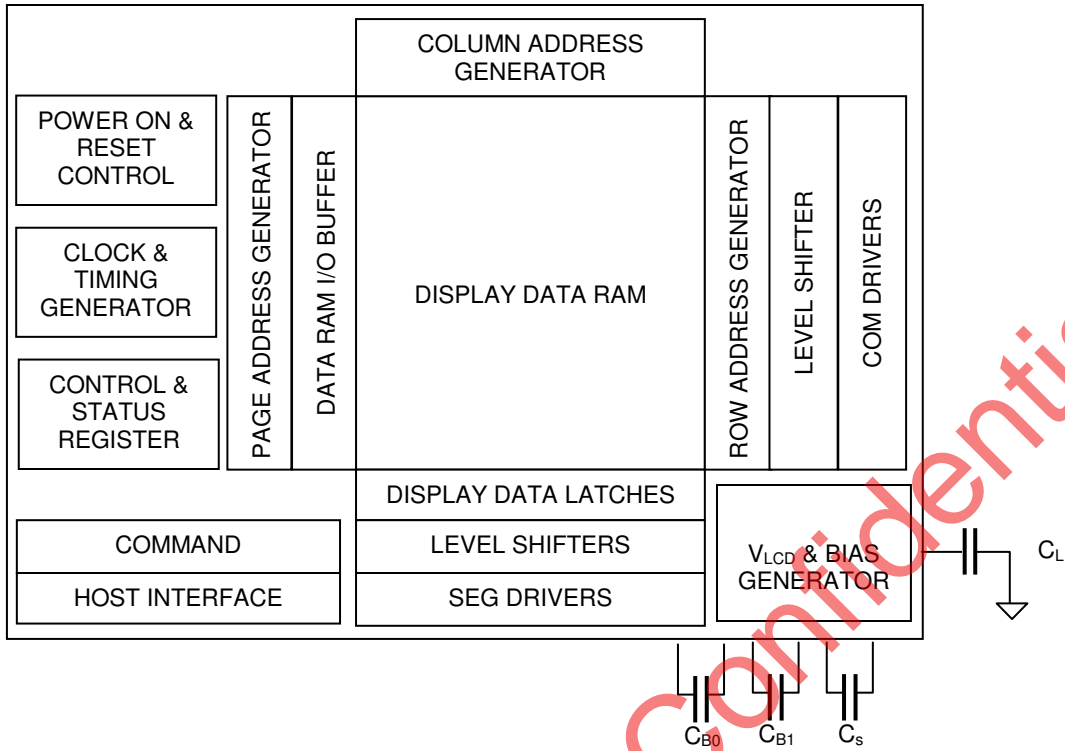 COLUMN ADDRESS
GENERATOR
POWER ON &
RESET
CONTROL
CLOCK &
TIMING
GENERATOR
CONTROL &
STATUS
REGISTER
PAGE ADDRESS GENERATOR
DATA RAM I/O BUFFER
DISPLAY DATA RAM
ROW ADDRESS GENERATOR
LEVEL SHIFTER
COM DRIVERS
DISPLAY DATA LATCHES
COMMAND
LEVEL SHIFTERS
HOST INTERFACE
SEG DRIVERS
VLCD & BIAS
GENERATOR
CL
CB0
CB1
Cs